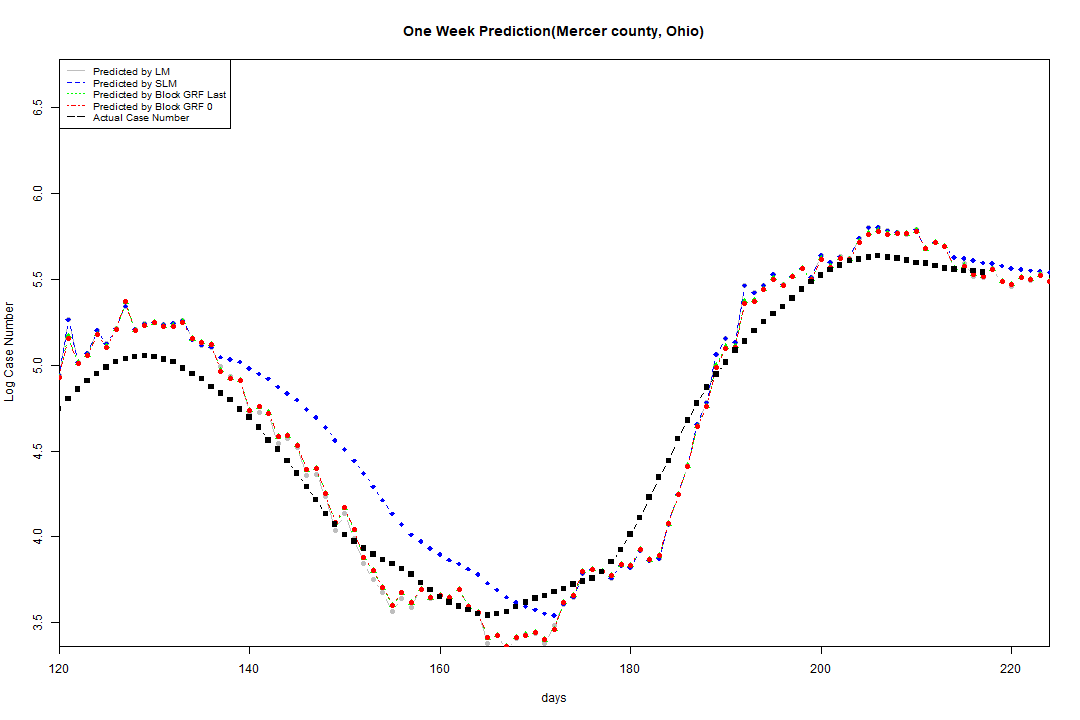 One Week Prediction(Mercer county, Ohio)
Predicted by LM
Predicted by SLM
Predicted by Block GRF Last
Predicted by Block GRF 0
Actual Case Number
Log Case Number
6.5
6.0
5.5
5.0
4.5
4.0
3.5
120 140 160 180 200 220
days